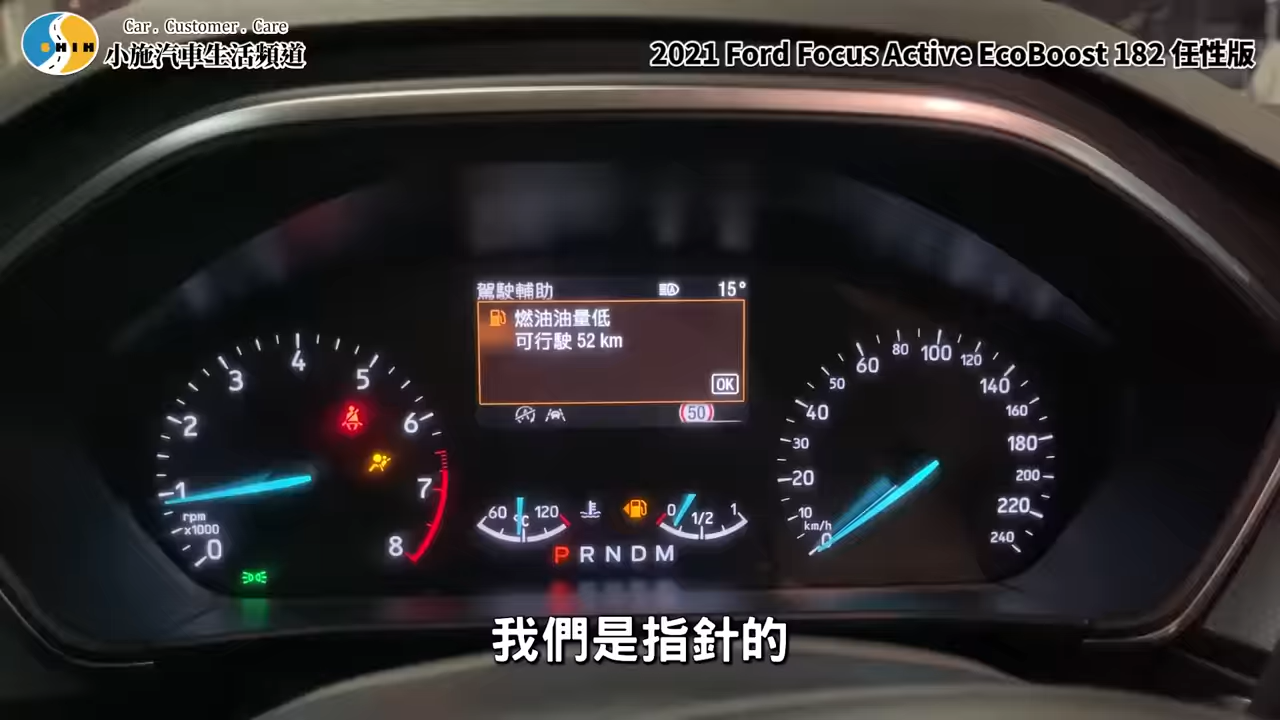 Car . Customer . Care
SHIH
小施汽車生活頻道
2021 Ford Focus Active EcoBoost 182 任性版
駕駛輔助
15°
燃油油量低
可行駛 52 km
OK
50
0 1 2 3 4 5 6 7 8
rpm
x1000
60 °C 120
0 1/2 1
P R N D M
0 10 20 30 40 50 60 80 100 120 140 160 180 200 220 240
km/h
我們是指針的